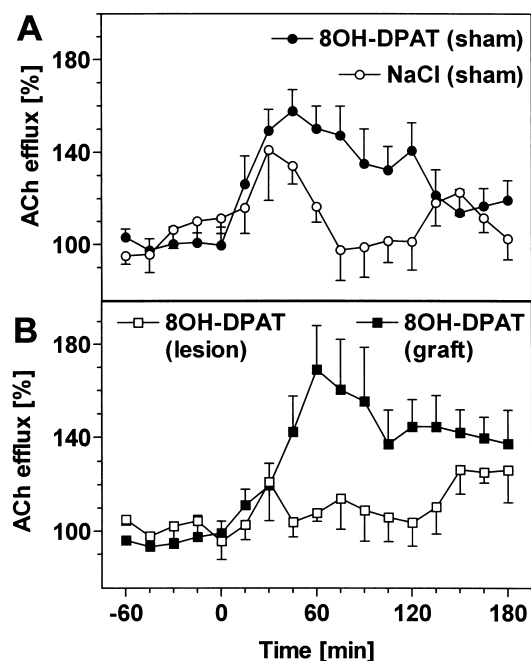 A
8OH-DPAT (sham)
NaCl (sham)
180
140
100
ACh efflux [%]
B
8OH-DPAT
(lesion)
8OH-DPAT
(graft)
180
140
100
ACh efflux [%]
-60 0 60 120 180
Time [min]